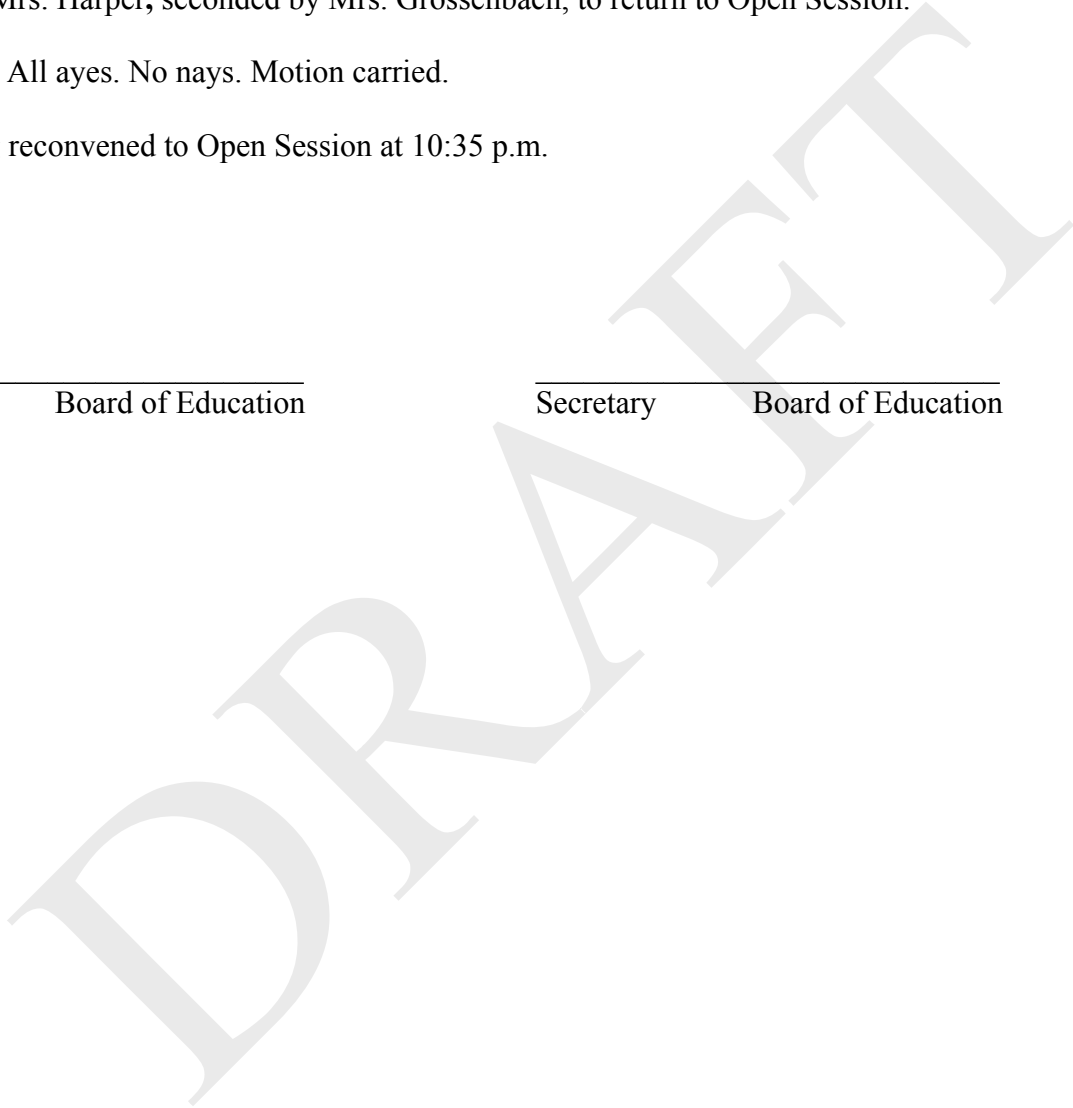 Mrs. Harper, seconded by Mrs. Grossenbach, to return to Open Session.
All ayes. No nays. Motion carried.
reconvened to Open Session at 10:35 p.m.
Board of Education Secretary Board of Education
DRAFT